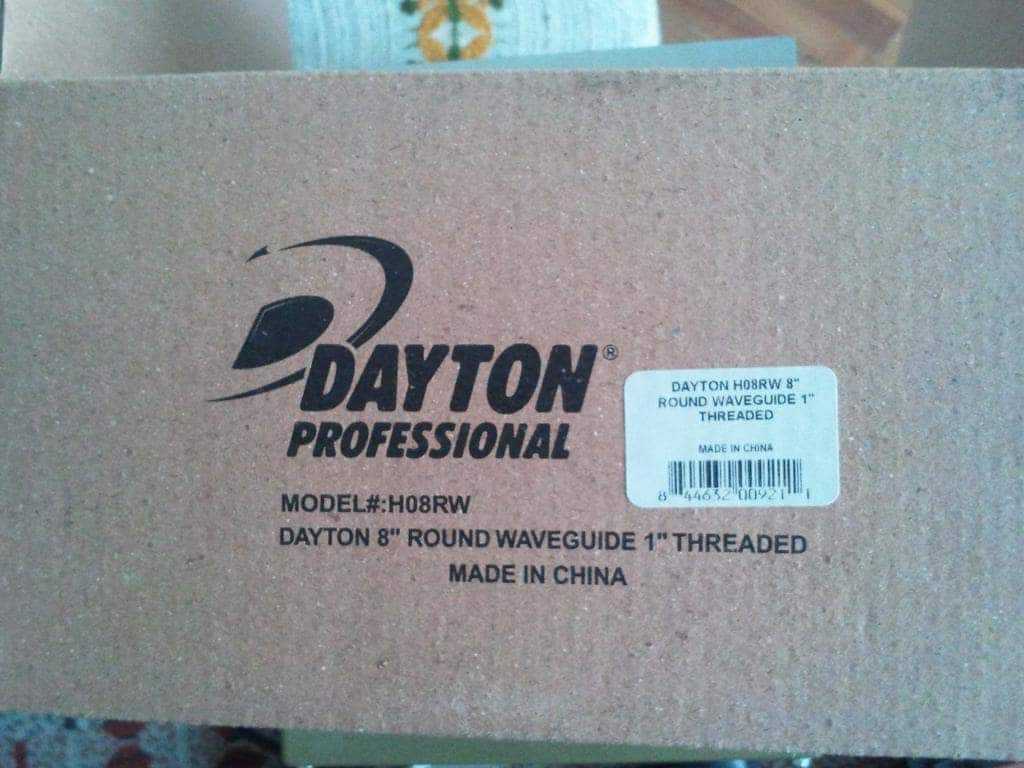 DAYTON®
PROFESSIONAL
MODEL#:H08RW
DAYTON 8" ROUND WAVEGUIDE 1" THREADED
MADE IN CHINA
DAYTON H08RW 8"
ROUND WAVEGUIDE 1"
THREADED
MADE IN CHINA
8 44632 00921 1